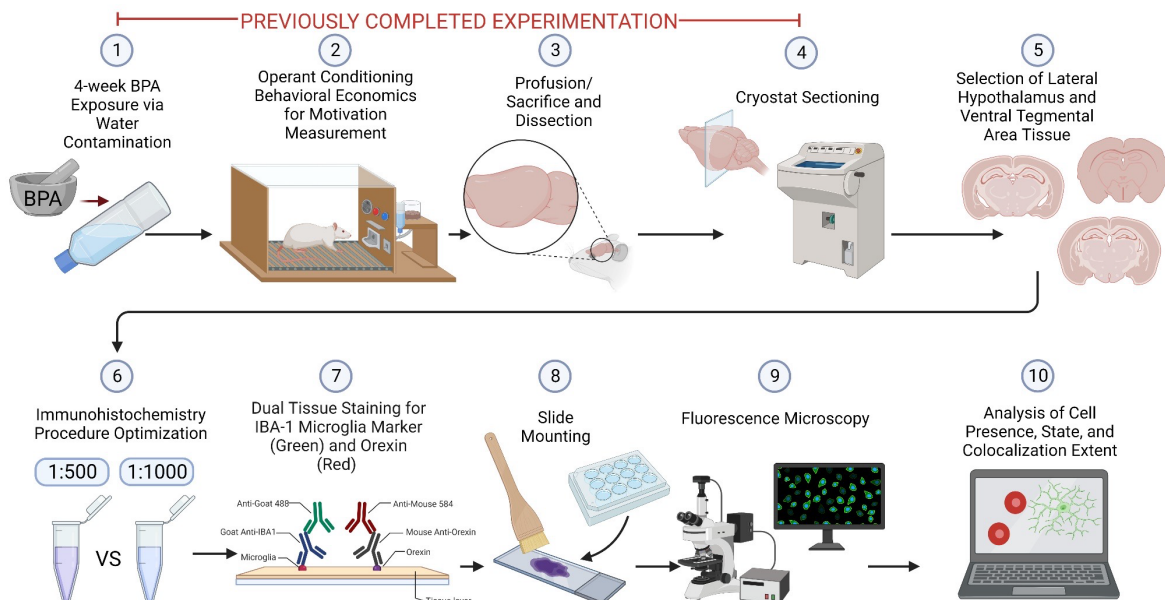 PREVIOUSLY COMPLETED EXPERIMENTATION
1
4-week BPA
Exposure via
Water
Contamination
BPA
2
Operant Conditioning
Behavioral Economics
for Motivation
Measurement
3
Profusion/
Sacrifice and
Dissection
4
Cryostat Sectioning
5
Selection of Lateral
Hypothalamus and
Ventral Tegmental
Area Tissue
6
Immunohistochemistry
Procedure Optimization
1:500
1:1000
VS
7
Dual Tissue Staining for
IBA-1 Microglia Marker
(Green) and Orexin
(Red)
Anti-Goat 488
Anti-Mouse 584
Goat Anti-IBA1
Mouse Anti-Orexin
Microglia
Orexin
Tissue layer
8
Slide
Mounting
9
Fluorescence Microscopy
10
Analysis of Cell
Presence, State, and
Colocalization Extent